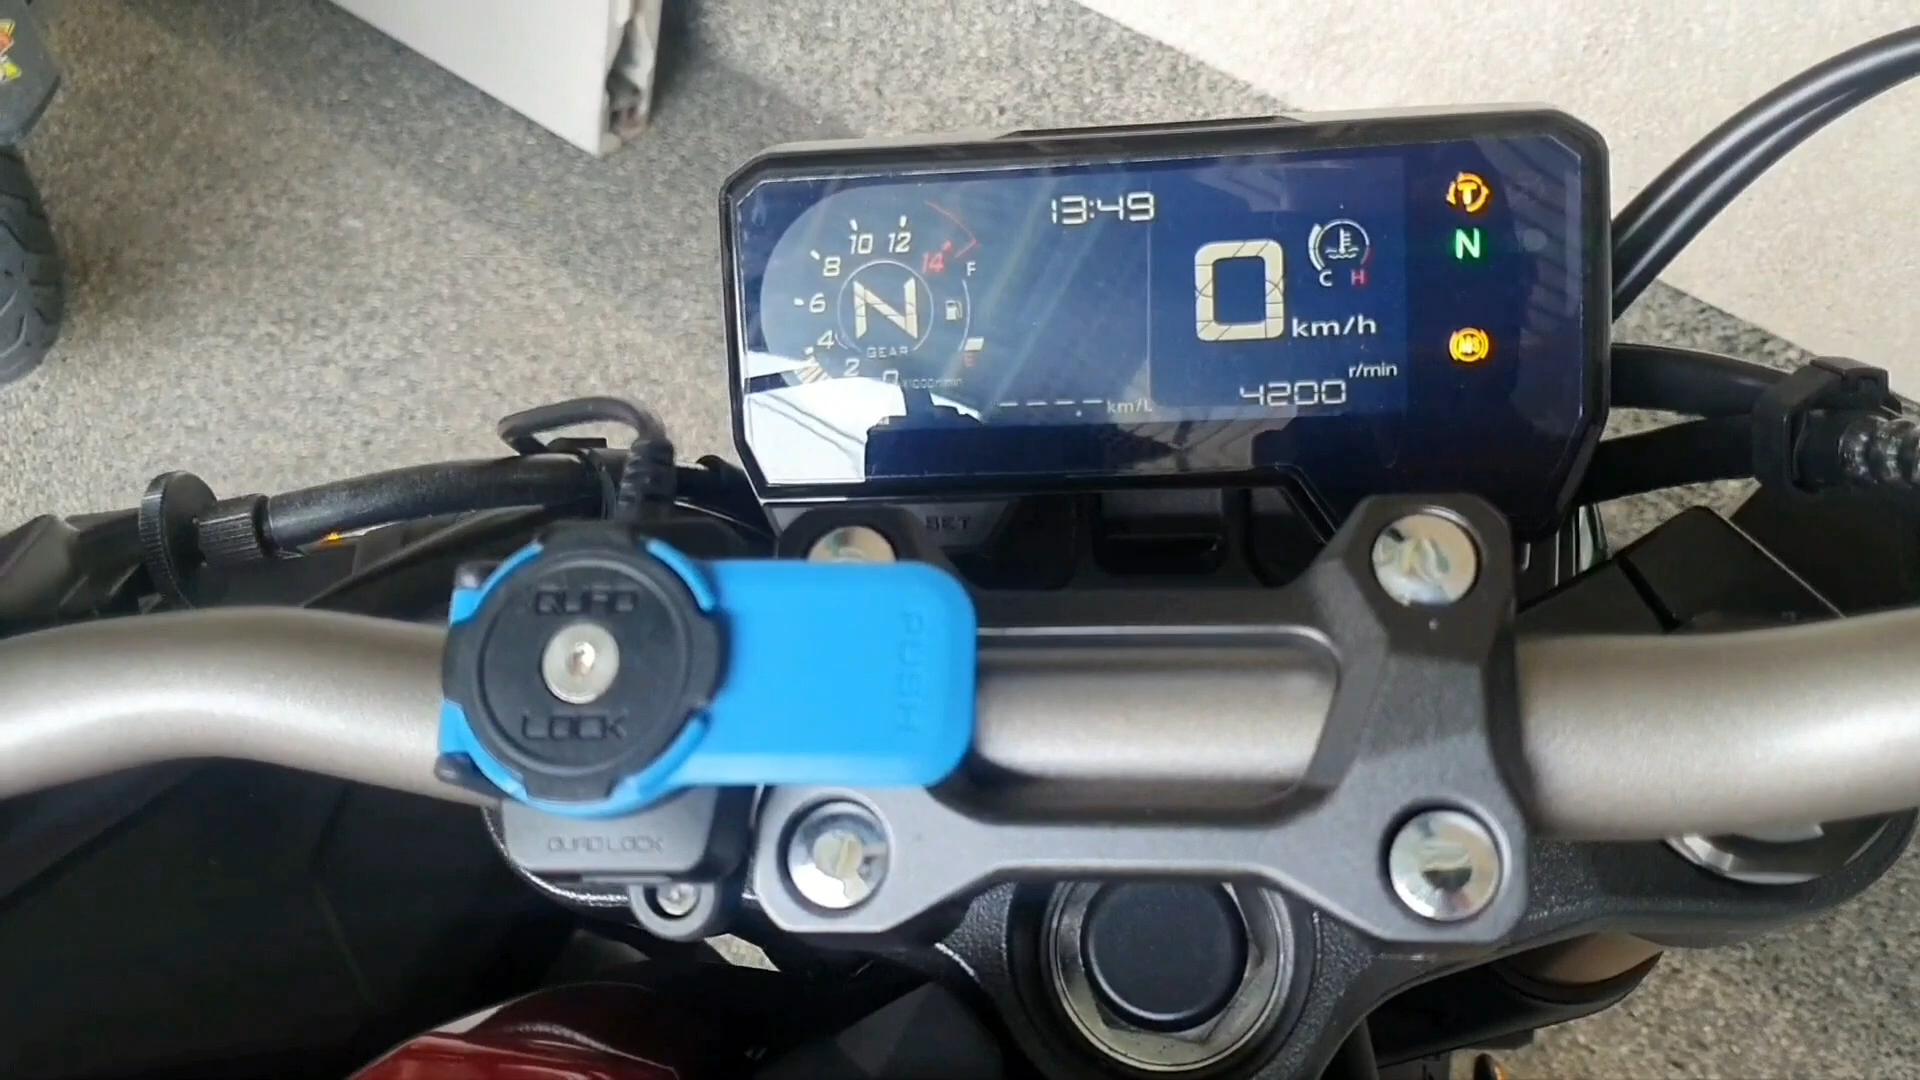 13:49
10 12
8
14
F
6
N
4
GEAR
E
2
0
x1000r/min
C H
0 km/h
r/min
4200
---- km/L
T
N
ABS
SET
QUAD
LOCK
PUSH
QUAD LOCK